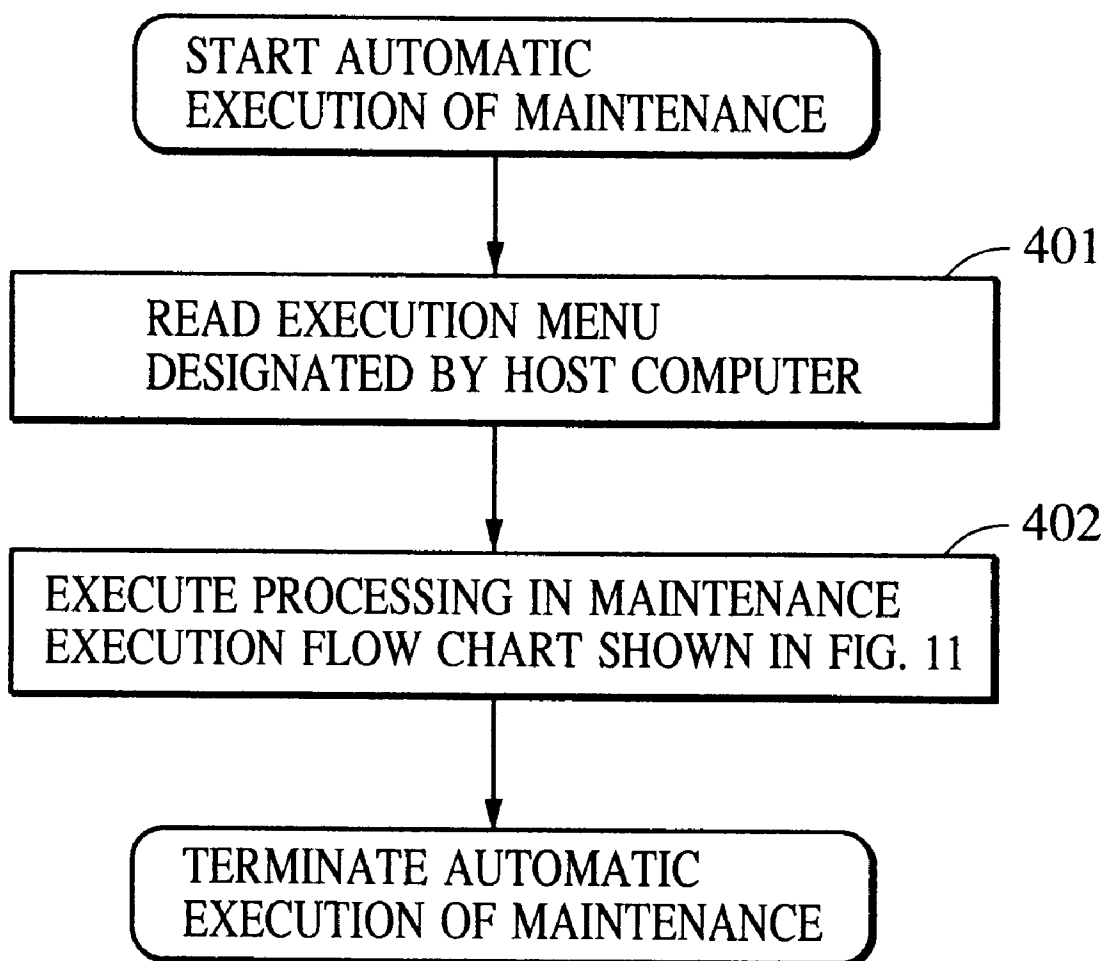 START AUTOMATIC
EXECUTION OF MAINTENANCE
401
READ EXECUTION MENU
DESIGNATED BY HOST COMPUTER
402
EXECUTE PROCESSING IN MAINTENANCE
EXECUTION FLOW CHART SHOWN IN FIG. 11
TERMINATE AUTOMATIC
EXECUTION OF MAINTENANCE